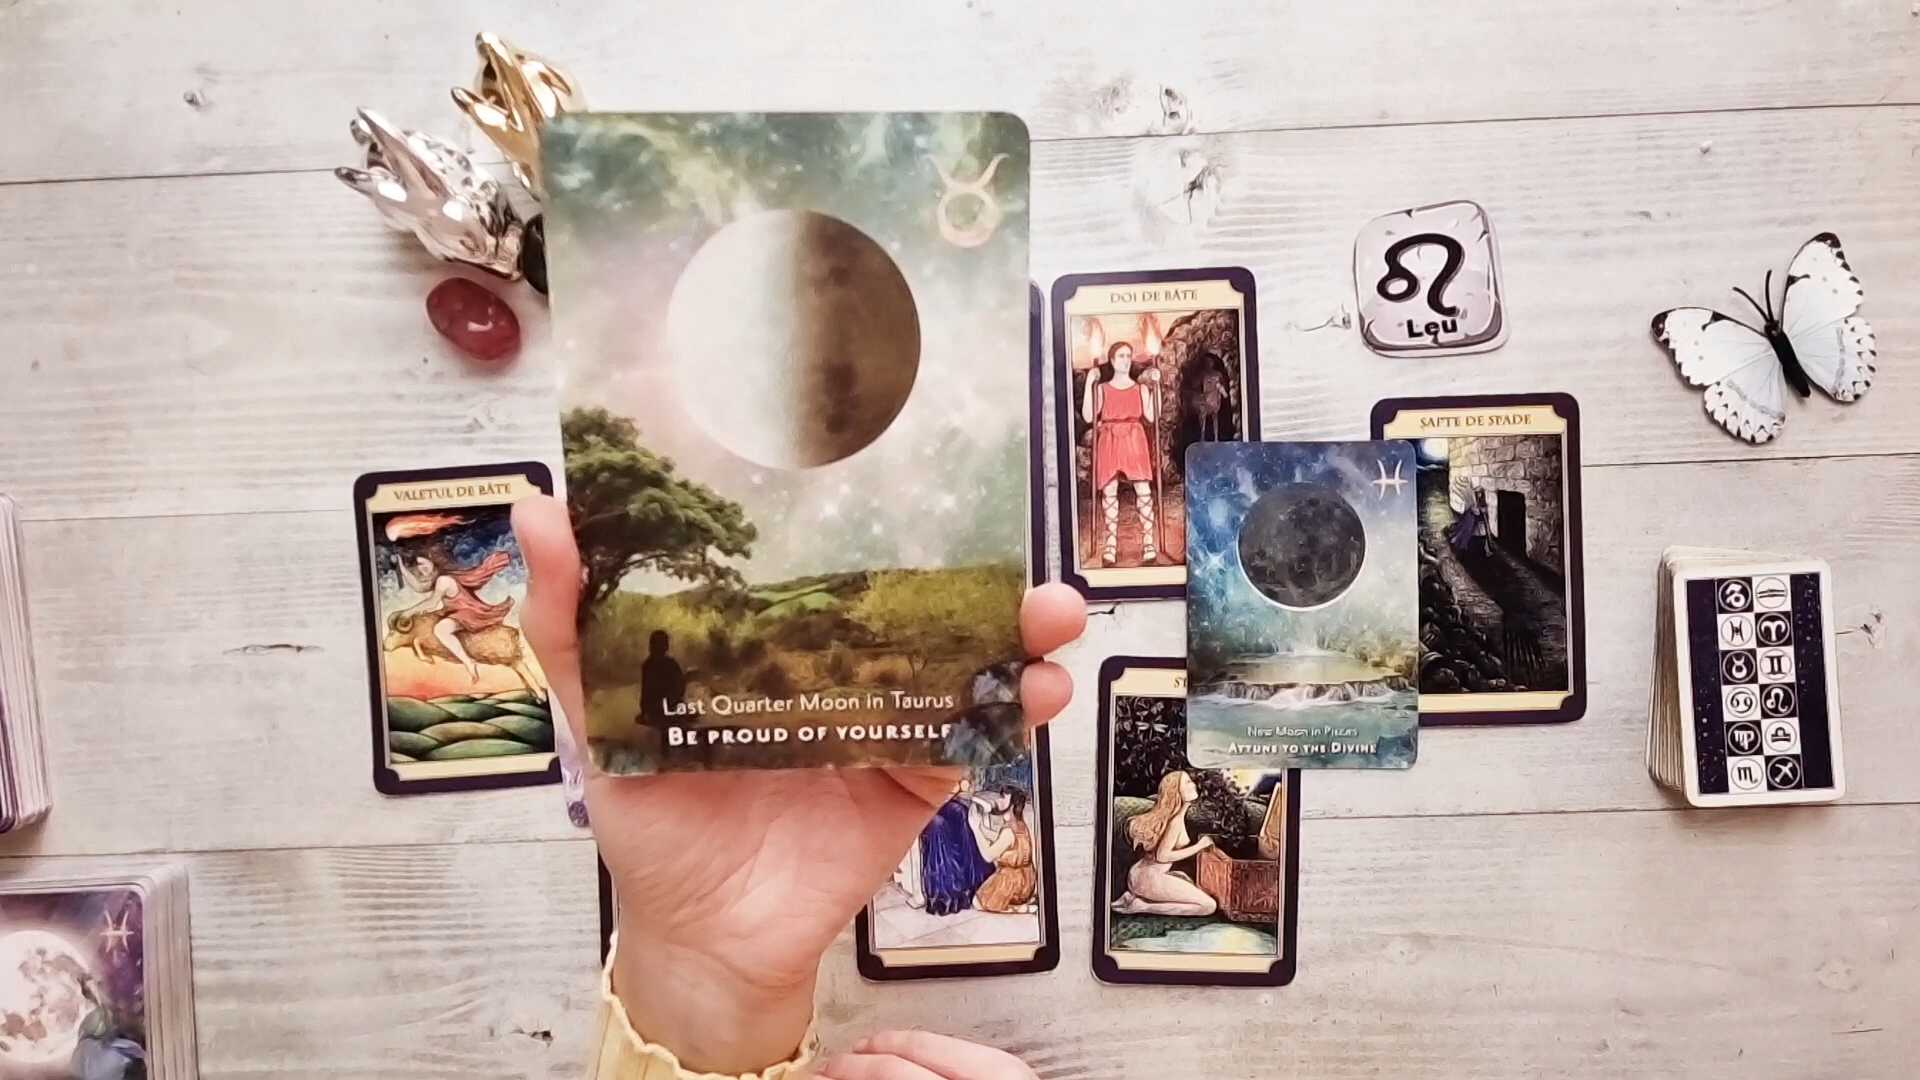 Last Quarter Moon in Taurus
BE PROUD OF YOURSELF
VALETUL DE BÂTE
DOI DE BÂTE
Leu
ȘAPTE DE SPADE
New Moon in Pisces
ATTUNE TO THE DIVINE